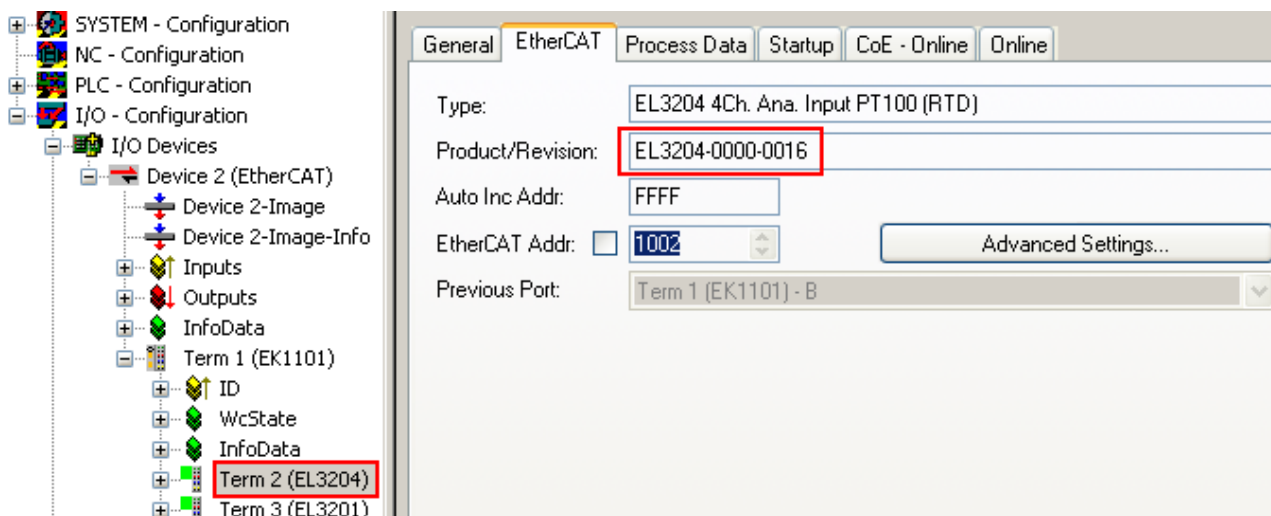 SYSTEM - Configuration
NC - Configuration
PLC - Configuration
I/O - Configuration
I/O Devices
Device 2 (EtherCAT)
Device 2-Image
Device 2-Image-Info
Inputs
Outputs
InfoData
Term 1 (EK1101)
ID
WcState
InfoData
Term 2 (EL3204)
Term 3 (EL3201)
General EtherCAT Process Data Startup CoE - Online Online
Type: EL3204 4Ch. Ana. Input PT100 (RTD)
Product/Revision: EL3204-0000-0016
Auto Inc Addr: FFFF
EtherCAT Addr: 1002 Advanced Settings...
Previous Port: Term 1 (EK1101) - B